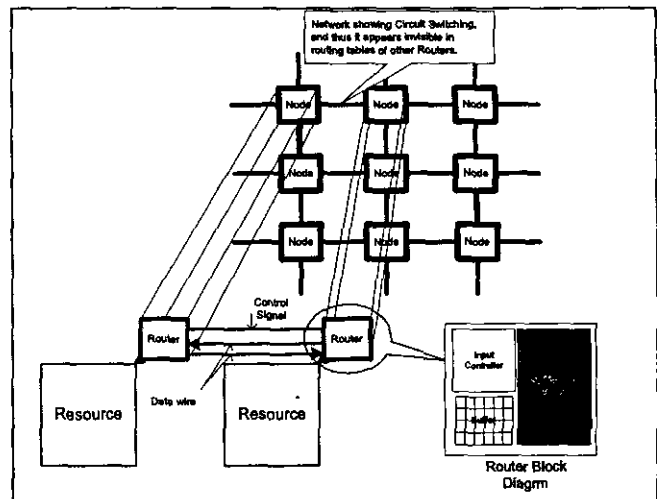 Network showing Circuit Switching,
and thus it appears invisible in
routing tables of other Routers.
Node
Node
Node
Node
Node
Node
Node
Node
Node
Control
Signal
Router
Router
Data wire
Resource
Resource
Input
Controller
Buffer
Router Block
Diagrm